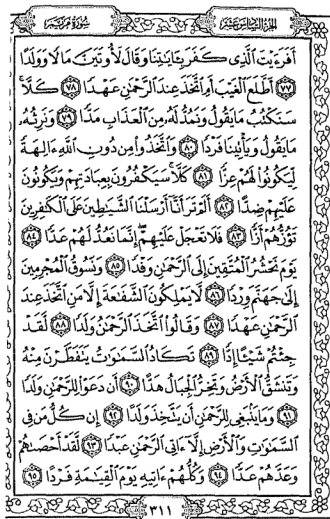 الجزء السادس عشر
سورة مريم
أَفَرَءَيْتَ ٱلَّذِى كَفَرَ بِـَٔايَـٰتِنَا وَقَالَ لَأُوتَيَنَّ مَالًا وَوَلَدًا
﴿٧٧﴾ أَطَّلَعَ ٱلْغَيْبَ أَمِ ٱتَّخَذَ عِندَ ٱلرَّحْمَـٰنِ عَهْدًا ﴿٧٨﴾ كَلَّا
سَنَكْتُبُ مَا يَقُولُ وَنَمُدُّ لَهُۥ مِنَ ٱلْعَذَابِ مَدًّا ﴿٧٩﴾ وَنَرِثُهُۥ
مَا يَقُولُ وَيَأْتِينَا فَرْدًا ﴿٨٠﴾ وَٱتَّخَذُوا۟ مِن دُونِ ٱللَّهِ ءَالِهَةً
لِّيَكُونُوا۟ لَهُمْ عِزًّا ﴿٨١﴾ كَلَّا سَيَكْفُرُونَ بِعِبَادَتِهِمْ وَيَكُونُونَ
عَلَيْهِمْ ضِدًّا ﴿٨٢﴾ أَلَمْ تَرَ أَنَّآ أَرْسَلْنَا ٱلشَّيَـٰطِينَ عَلَى ٱلْكَـٰفِرِينَ
تَؤُزُّهُمْ أَزًّا ﴿٨٣﴾ فَلَا تَعْجَلْ عَلَيْهِمْ إِنَّمَا نَعُدُّ لَهُمْ عَدًّا ﴿٨٤﴾
يَوْمَ نَحْشُرُ ٱلْمُتَّقِينَ إِلَى ٱلرَّحْمَـٰنِ وَفْدًا ﴿٨٥﴾ وَنَسُوقُ ٱلْمُجْرِمِينَ
إِلَىٰ جَهَنَّمَ وِرْدًا ﴿٨٦﴾ لَّا يَمْلِكُونَ ٱلشَّفَـٰعَةَ إِلَّا مَنِ ٱتَّخَذَ عِندَ
ٱلرَّحْمَـٰنِ عَهْدًا ﴿٨٧﴾ وَقَالُوا۟ ٱتَّخَذَ ٱلرَّحْمَـٰنُ وَلَدًا ﴿٨٨﴾ لَّقَدْ
جِئْتُمْ شَيْـًٔا إِدًّا ﴿٨٩﴾ تَكَادُ ٱلسَّمَـٰوَٰتُ يَتَفَطَّرْنَ مِنْهُ
وَتَنشَقُّ ٱلْأَرْضُ وَتَخِرُّ ٱلْجِبَالُ هَدًّا ﴿٩٠﴾ أَن دَعَوْا۟ لِلرَّحْمَـٰنِ وَلَدًا
﴿٩١﴾ وَمَا يَنۢبَغِى لِلرَّحْمَـٰنِ أَن يَتَّخِذَ وَلَدًا ﴿٩٢﴾ إِن كُلُّ مَن فِى
ٱلسَّمَـٰوَٰتِ وَٱلْأَرْضِ إِلَّآ ءَاتِى ٱلرَّحْمَـٰنِ عَبْدًا ﴿٩٣﴾ لَّقَدْ أَحْصَىٰهُمْ
وَعَدَّهُمْ عَدًّا ﴿٩٤﴾ وَكُلُّهُمْ ءَاتِيهِ يَوْمَ ٱلْقِيَـٰمَةِ فَرْدًا ﴿٩٥﴾
٣١١